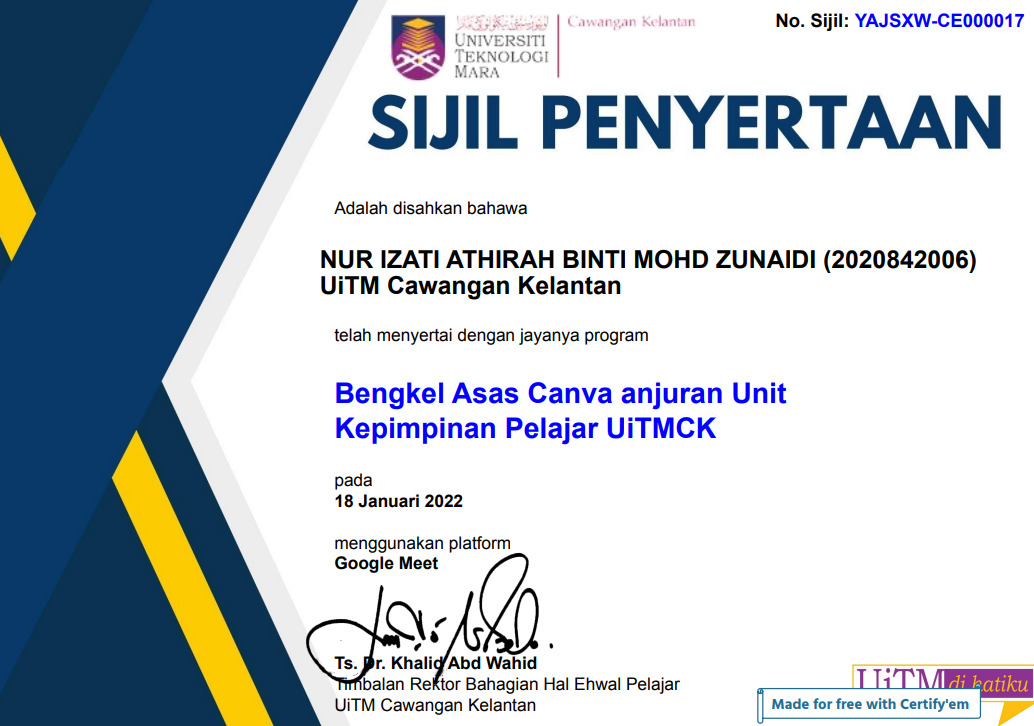 No. Sijil: YAJSXW-CE000017
UNIVERSITI
TEKNOLOGI
MARA
Cawangan Kelantan
SIJIL PENYERTAAN
Adalah disahkan bahawa
NUR IZATI ATHIRAH BINTI MOHD ZUNAIDI (2020842006)
UiTM Cawangan Kelantan
telah menyertai dengan jayanya program
Bengkel Asas Canva anjuran Unit
Kepimpinan Pelajar UiTMCK
pada
18 Januari 2022
menggunakan platform
Google Meet
Ts. Dr. Khalid Abd Wahid
Timbalan Rektor Bahagian Hal Ehwal Pelajar
UiTM Cawangan Kelantan
UiTM di hatiku
Made for free with Certify'em